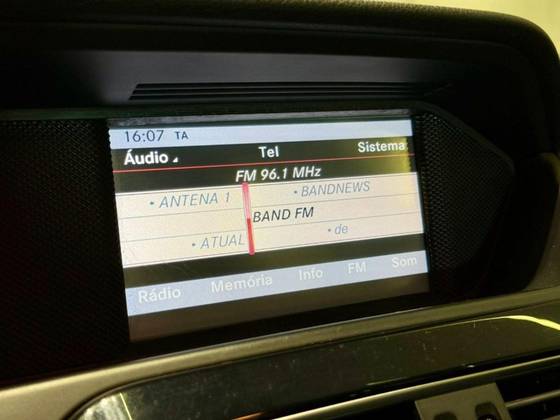 16:07 TA
Áudio Tel Sistema
FM 96.1 MHz
• ANTENA 1 • BANDNEWS
BAND FM
• ATUAL • de
Rádio Memória Info FM Som